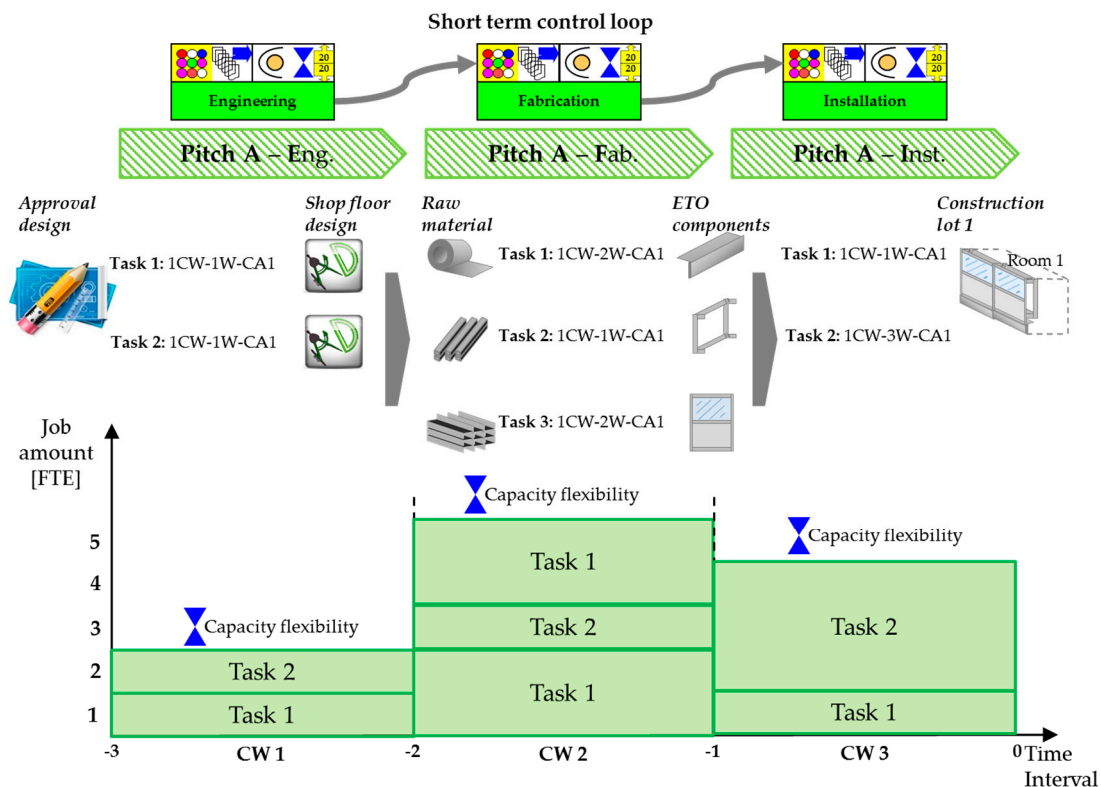 Short term control loop
20
20
20
20
20
20
Engineering
Fabrication
Installation
Pitch A – Eng.
Pitch A – Fab.
Pitch A – Inst.
Approval
design
Shop floor
design
Raw
material
ETO
components
Construction
lot 1
Task 1: 1CW-1W-CA1
Task 2: 1CW-1W-CA1
Task 1: 1CW-2W-CA1
Task 2: 1CW-1W-CA1
Task 3: 1CW-2W-CA1
Task 1: 1CW-1W-CA1
Task 2: 1CW-3W-CA1
Room 1
Job
amount
[FTE]
5
4
3
2
1
Capacity flexibility
Capacity flexibility
Capacity flexibility
Task 2
Task 1
Task 1
Task 2
Task 1
Task 2
Task 1
-3
CW 1
-2
CW 2
-1
CW 3
0
Time
Interval